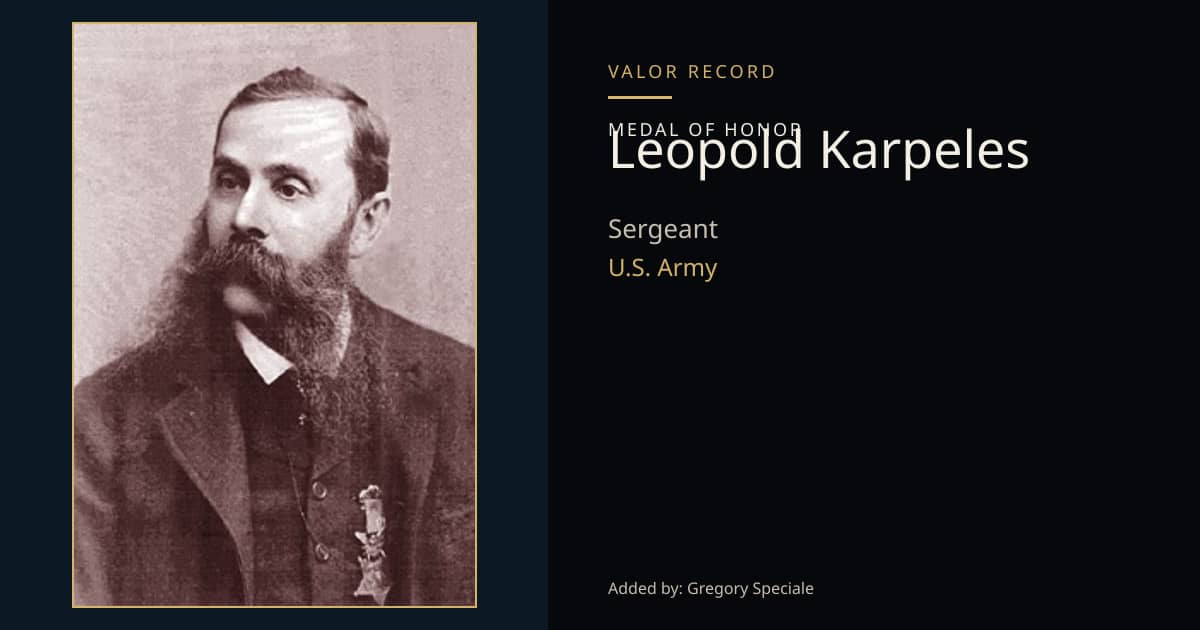 VALOR RECORD
MEDAL OF HONOR
Leopold Karpeles
Sergeant
U.S. Army
Added by: Gregory Speciale